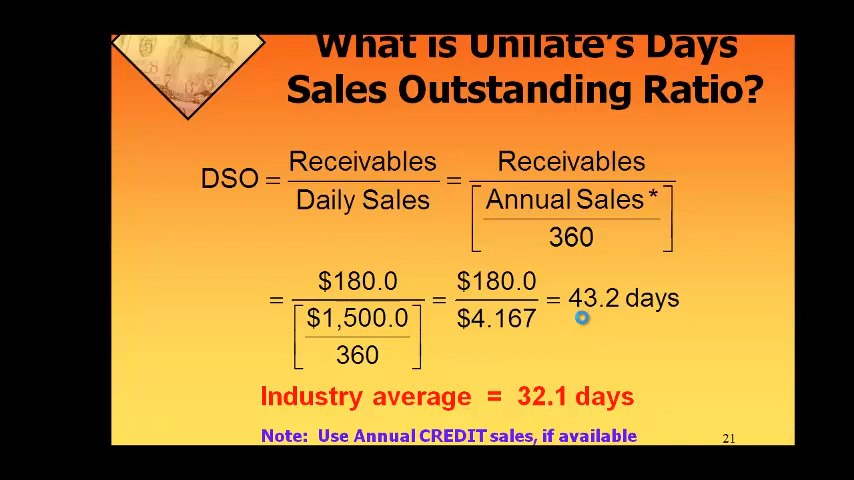 What is Unilate's Days
Sales Outstanding Ratio?
DSO = Receivables / Daily Sales = Receivables / [Annual Sales * / 360]
= $180.0 / [$1,500.0 / 360] = $180.0 / $4.167 = 43.2 days
Industry average = 32.1 days
Note: Use Annual CREDIT sales, if available
21